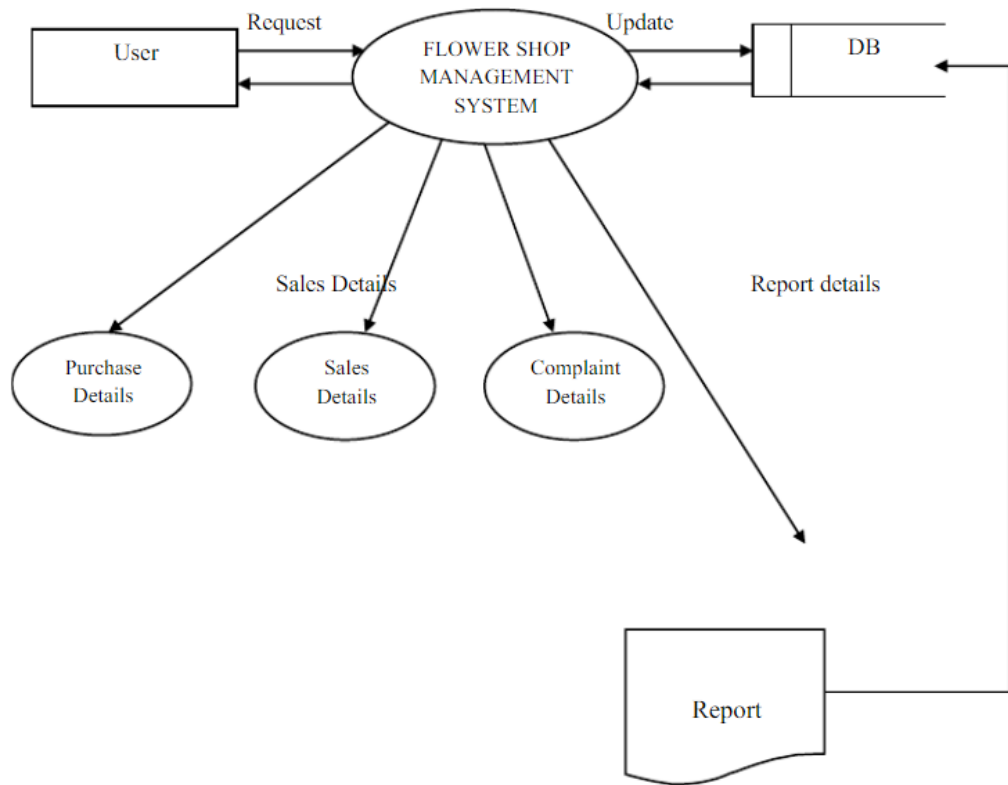 Request
Update
User
FLOWER SHOP
MANAGEMENT
SYSTEM
DB
Sales Details
Report details
Purchase
Details
Sales
Details
Complaint
Details
Report